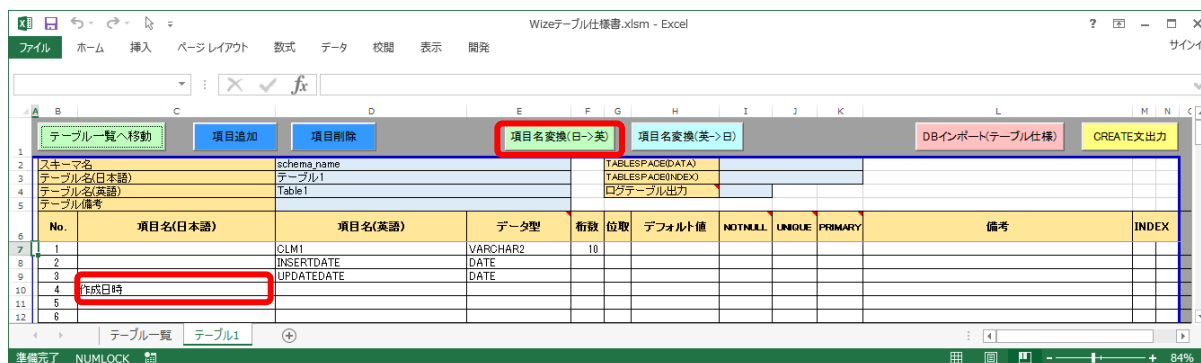 Wizeテーブル仕様書.xlsm - Excel
ファイル ホーム 挿入 ページ レイアウト 数式 データ 校閲 表示 開発 サインイ
fx
A B C D E F G H I J K L M N
1 テーブル一覧へ移動 項目追加 項目削除 項目名変換(日->英) 項目名変換(英->日) DBインポート(テーブル仕様) CREATE文出力
2 スキーマ名 schema_name TABLESPACE(DATA)
3 テーブル名(日本語) テーブル1 TABLESPACE(INDEX)
4 テーブル名(英語) Table1 ログテーブル出力
5 テーブル備考
6 No. 項目名(日本語) 項目名(英語) データ型 桁数 位取 デフォルト値 NOTNULL UNIQUE PRIMARY 備考 INDEX
7 1 CLM1 VARCHAR2 10
8 2 INSERTDATE DATE
9 3 UPDATEDATE DATE
10 4 作成日時
11 5
12 6
テーブル一覧 テーブル1
準備完了 NUMLOCK 84%